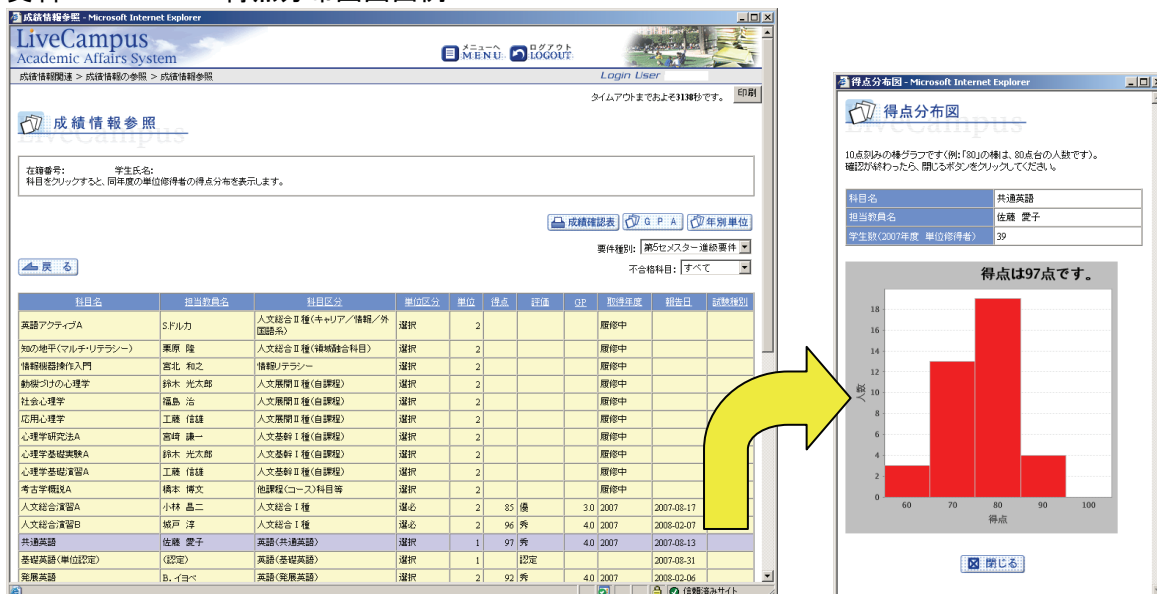 成績情報参照 - Microsoft Internet Explorer
LiveCampus
Academic Affairs System
メニュー
MENU
ログアウト
LOGOUT
成績情報関連 > 成績情報の参照 > 成績情報参照
Login User
タイムアウトまでおよそ3138秒です。 印刷
成績情報参照
在籍番号: 学生氏名:
科目をクリックすると、同年度の単位修得者の得点分布を表示します。
成績確認表 G P A 年別単位
要件種別: 第5セメスター進級要件
戻 る
不合格科目: すべて
科目名 担当教員名 科目区分 単位区分 単位 得点 評価 GP 取得年度 報告日 試験種別
英語アクティブA S.ドルカ 人文総合Ⅱ種(キャリア/情報/外国語系) 選択 2 履修中
知の地平(マルチ・リテラシー) 栗原 隆 人文総合Ⅱ種(領域融合科目) 選択 2 履修中
情報機器操作入門 宮北 和之 情報リテラシー 選択 2 履修中
動機づけの心理学 鈴木 光太郎 人文展開Ⅱ種(自課程) 選択 2 履修中
社会心理学 福島 治 人文展開Ⅱ種(自課程) 選択 2 履修中
応用心理学 工藤 信雄 人文展開Ⅱ種(自課程) 選択 2 履修中
心理学研究法A 宮崎 謙一 人文基幹Ⅰ種(自課程) 選択 2 履修中
心理学基礎実験A 鈴木 光太郎 人文基幹Ⅰ種(自課程) 選択 2 履修中
心理学基礎演習A 工藤 信雄 人文基幹Ⅱ種(自課程) 選択 2 履修中
考古学概説A 橋本 博文 他課程(コース)科目等 選択 2 履修中
人文総合演習A 小林 昌二 人文総合Ⅰ種 選必 2 85 優 3.0 2007 2007-08-17
人文総合演習B 城戸 淳 人文総合Ⅰ種 選必 2 96 秀 4.0 2007 2008-02-07
共通英語 佐藤 愛子 英語(共通英語) 選択 1 97 秀 4.0 2007 2007-08-13
基礎英語(単位認定) (認定) 英語(基礎英語) 選択 1 認定 2007-08-31
発展英語 B. イヨベ 英語(発展英語) 選択 2 92 秀 4.0 2007 2008-02-06
信頼済みサイト
得点分布図 - Microsoft Internet Explorer
得点分布図
10点刻みの棒グラフです(例:「80」の棒は、80点台の人数です)。
確認が終わったら、閉じるボタンをクリックしてください。
科目名 共通英語
担当教員名 佐藤 愛子
学生数(2007年度 単位修得者) 39
得点は97点です。
18
16
14
12
10
8
6
4
2
0
人数
60 70 80 90 100
得点
閉じる